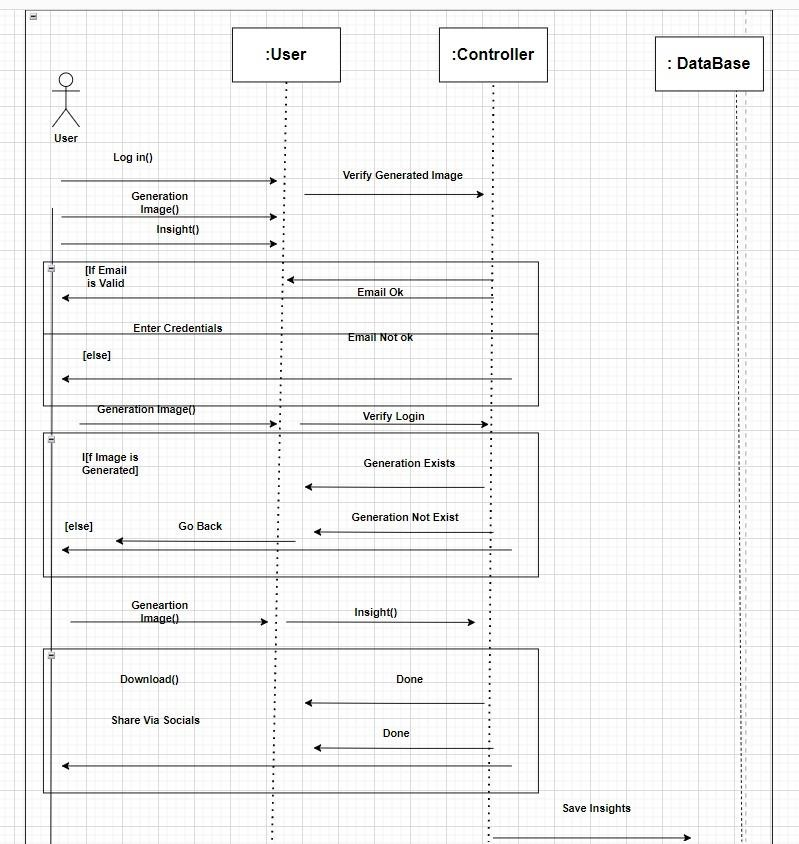 :User
:Controller
: DataBase
User
Log in()
Verify Generated Image
Generation
Image()
Insight()
[If Email
is Valid
Email Ok
Enter Credentials
Email Not ok
[else]
Generation Image()
Verify Login
I[f Image is
Generated]
Generation Exists
Generation Not Exist
[else]
Go Back
Geneartion
Image()
Insight()
Download()
Done
Share Via Socials
Done
Save Insights